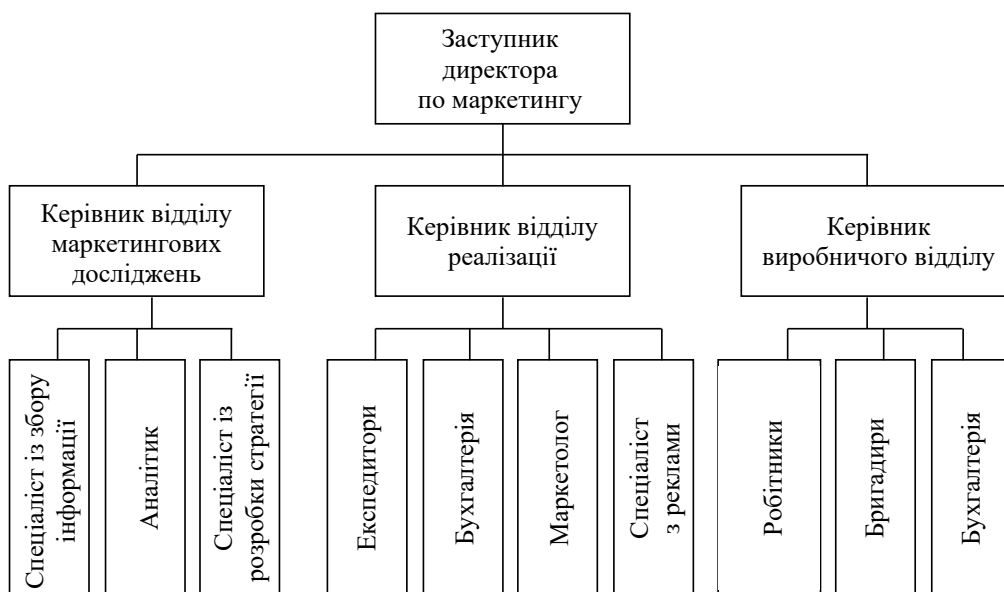 Заступник
директора
по маркетингу
Керівник відділу
маркетингових
досліджень
Керівник відділу
реалізації
Керівник
виробничого відділу
Спеціаліст із збору
інформації
Аналітик
Спеціаліст із
розробки стратегії
Експедитори
Бухгалтерія
Маркетолог
Спеціаліст
з реклами
Робітники
Бригадири
Бухгалтерія